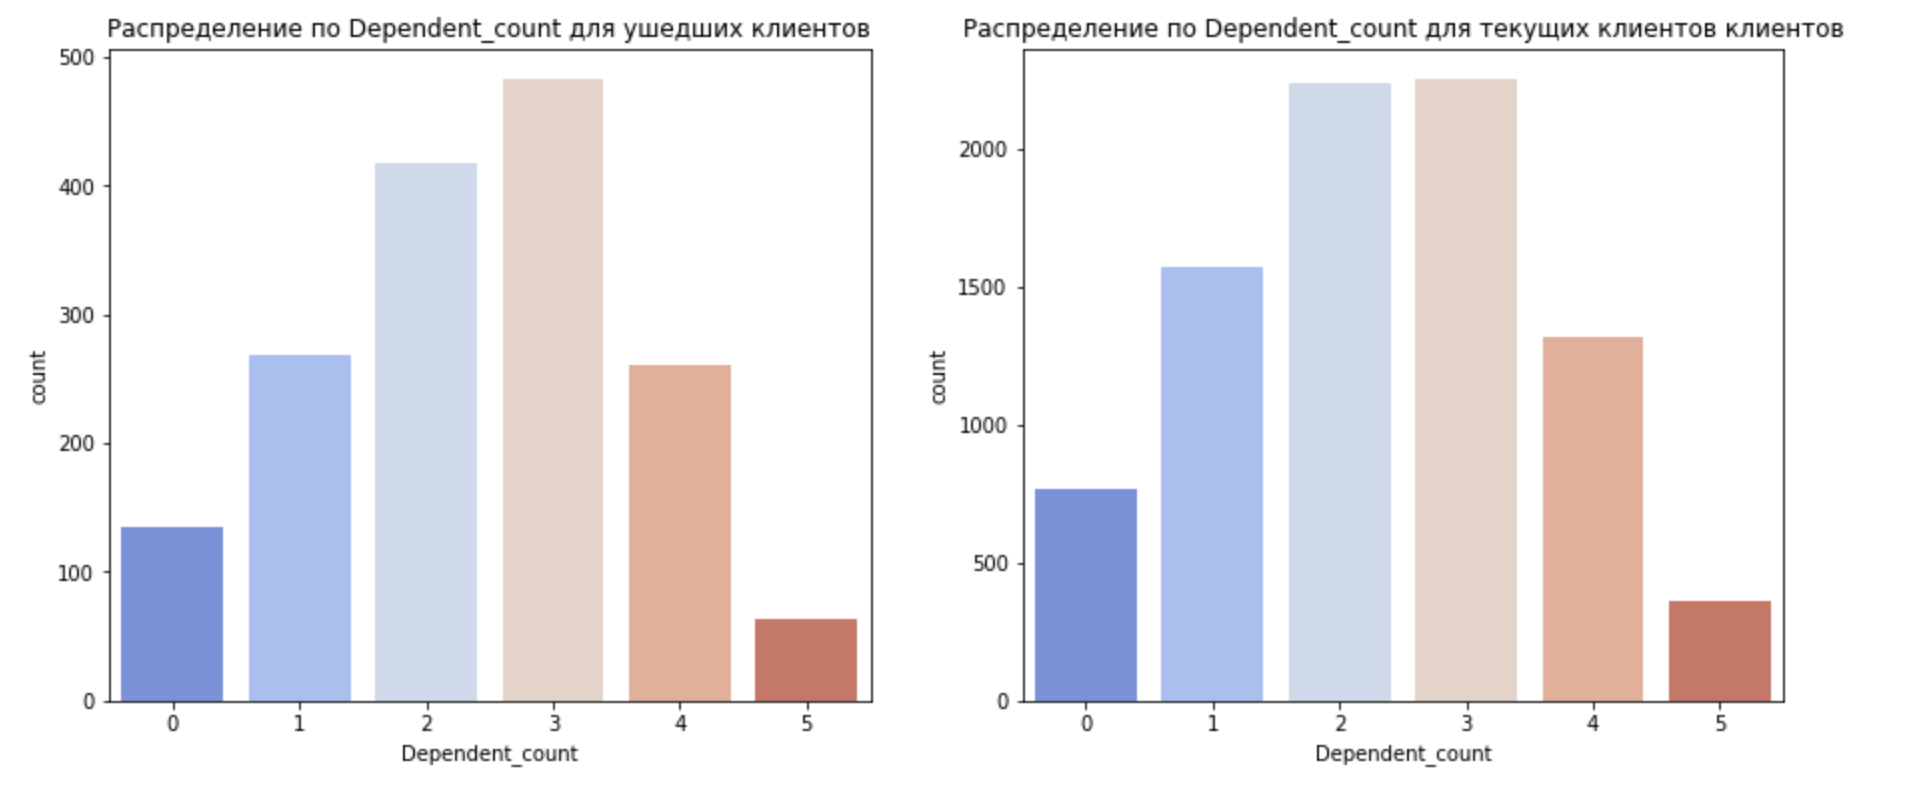 Распределение по Dependent_count для ушедших клиентов
500
400
300
200
100
0
count
0 1 2 3 4 5
Dependent_count
Распределение по Dependent_count для текущих клиентов клиентов
2000
1500
1000
500
0
count
0 1 2 3 4 5
Dependent_count